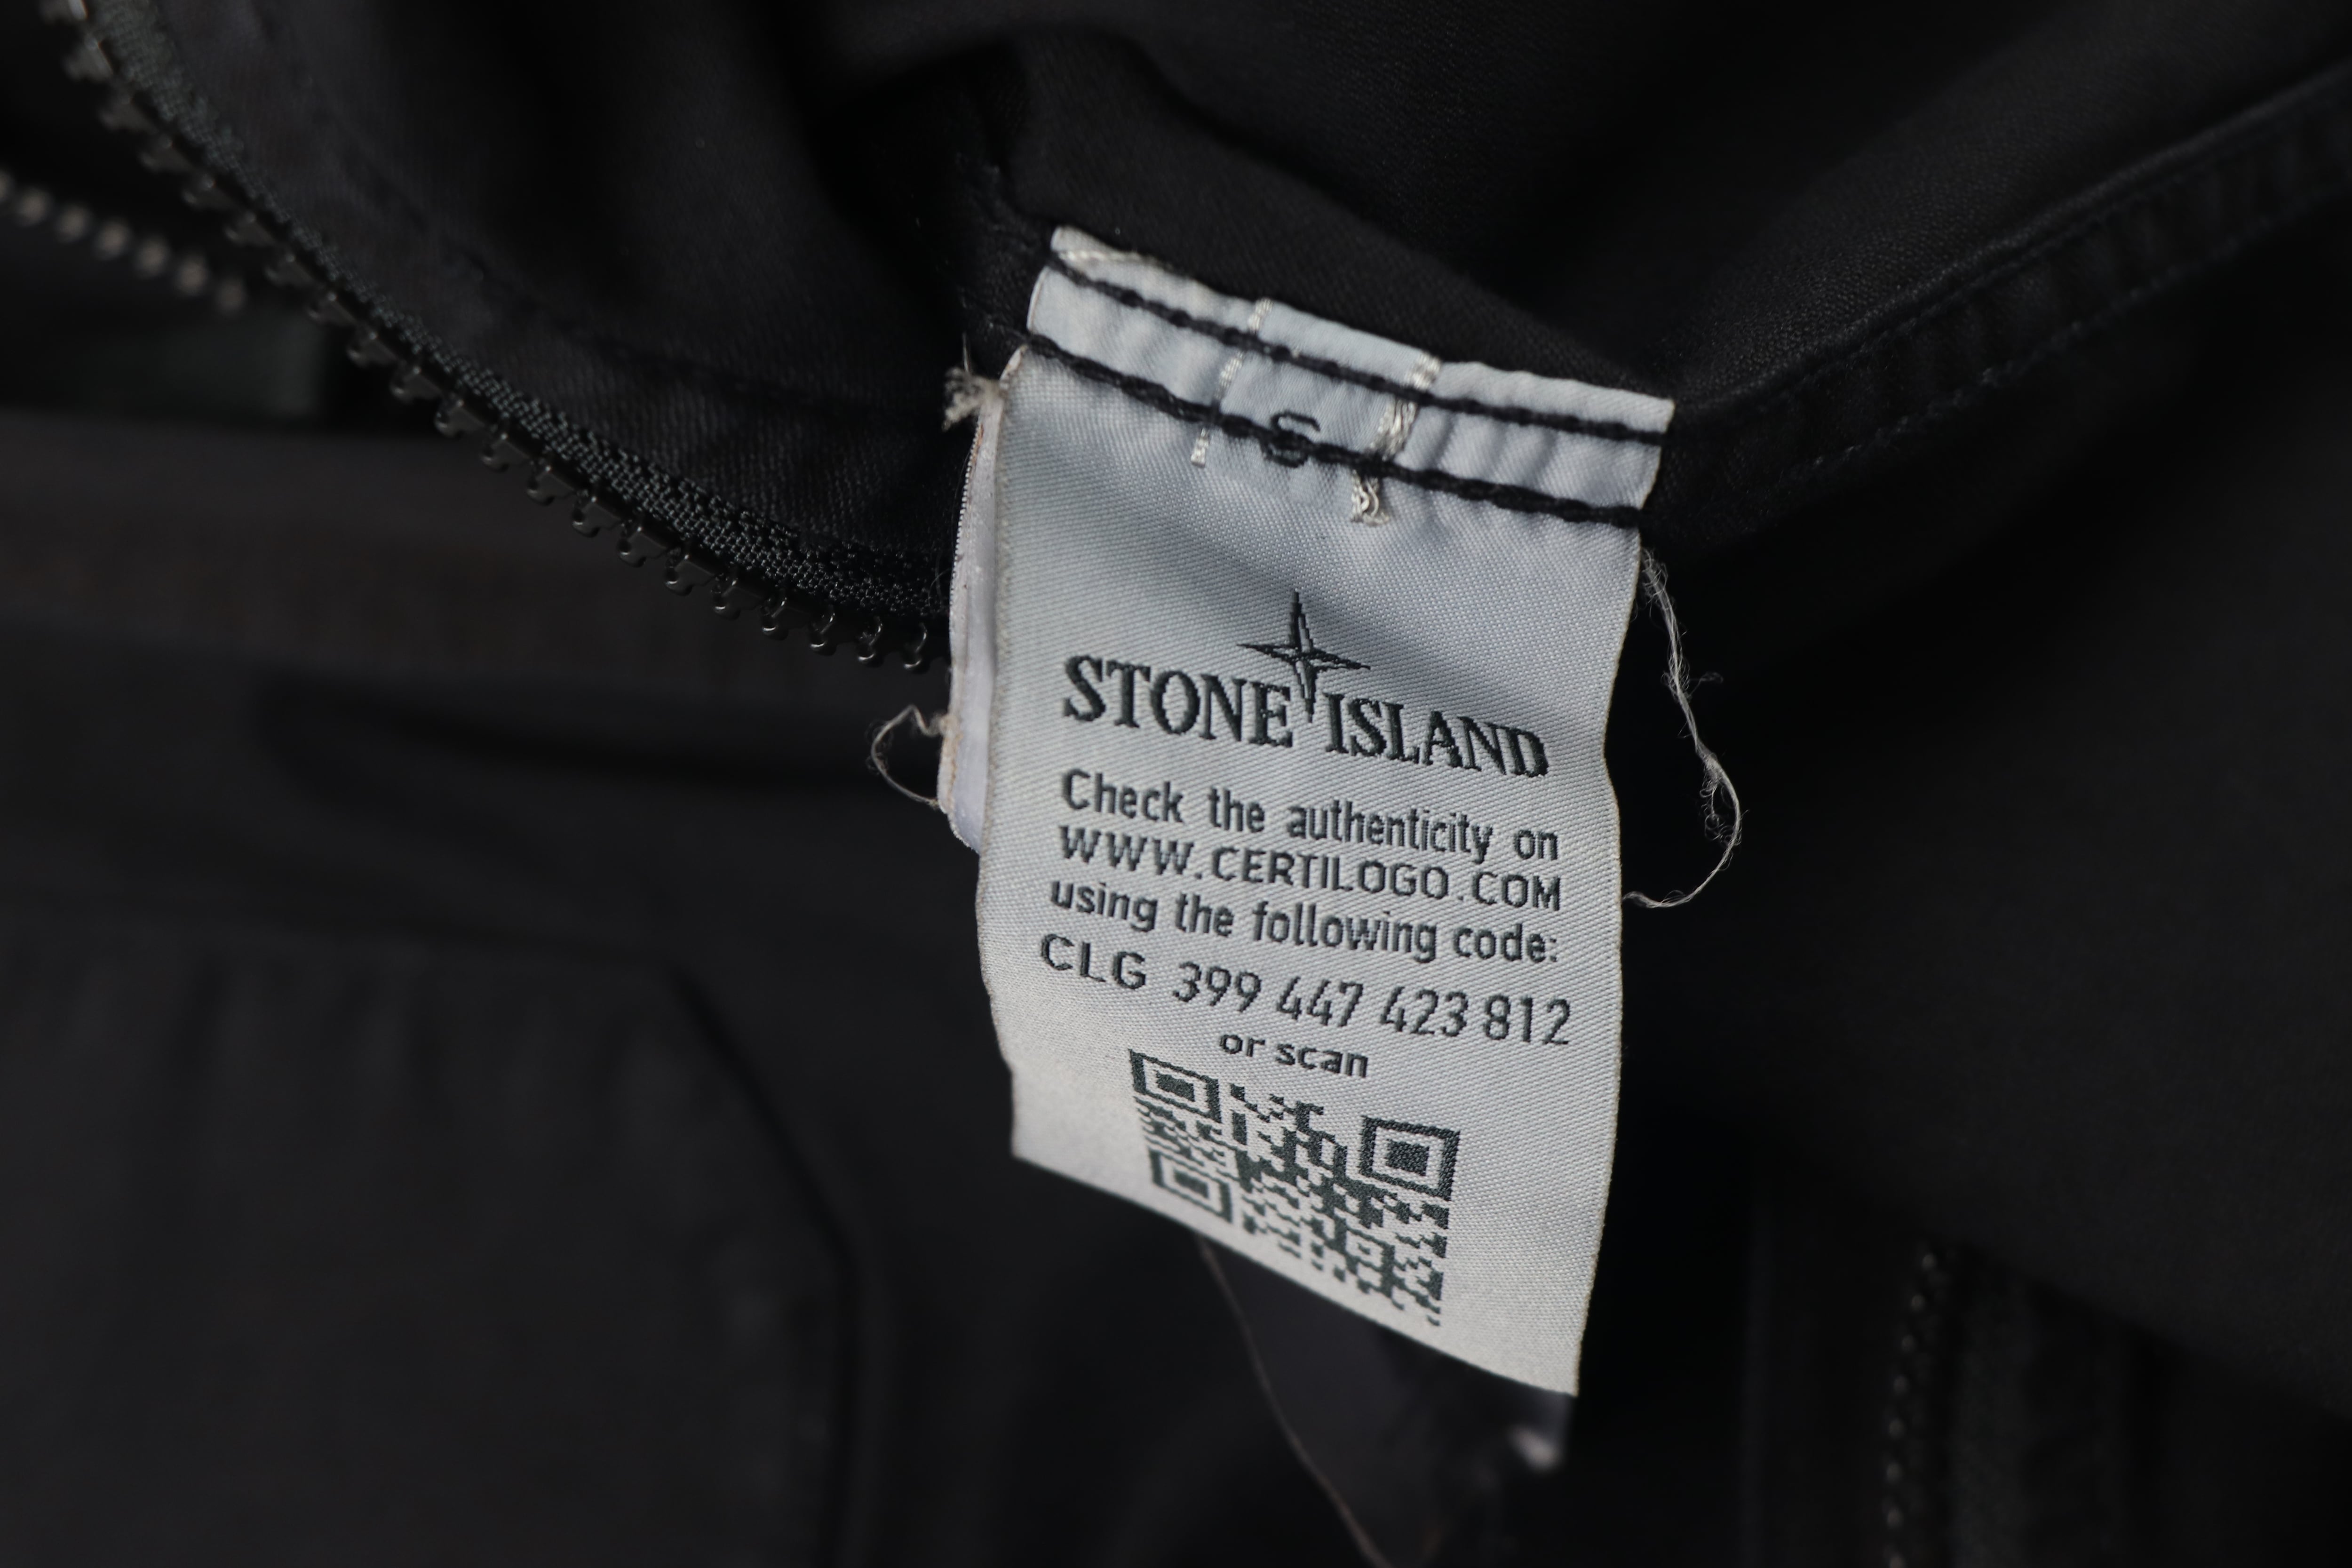 S
STONE ISLAND
Check the authenticity on
WWW.CERTILOGO.COM
using the following code:
CLG 399 447 423 812
or scan